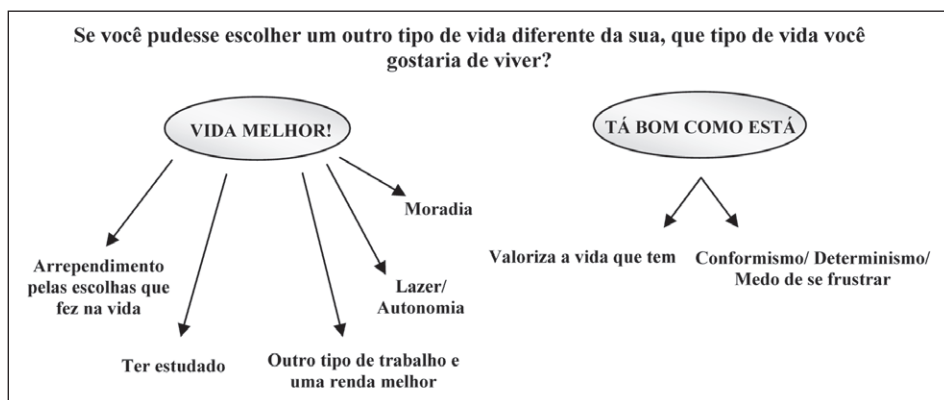 Se você pudesse escolher um outro tipo de vida diferente da sua, que tipo de vida você
gostaria de viver?
VIDA MELHOR!
TÁ BOM COMO ESTÁ
Moradia
Arrependimento
pelas escolhas que
fez na vida
Lazer/
Autonomia
Ter estudado
Outro tipo de trabalho e
uma renda melhor
Valoriza a vida que tem
Conformismo/ Determinismo/
Medo de se frustrar